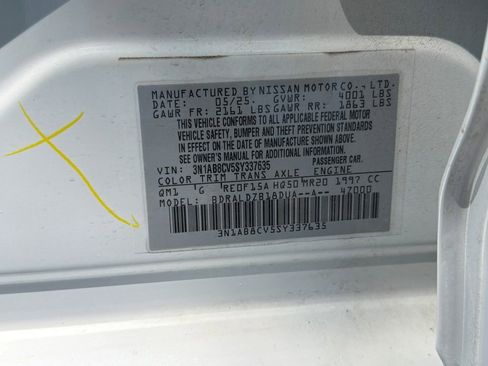 MANUFACTURED BY NISSAN MOTOR CO., LTD.
DATE: 05/25. GVWR: 4001 LBS
GAWR FR: 2161 LBS GAWR RR: 1863 LBS
THIS VEHICLE CONFORMS TO ALL APPLICABLE FEDERAL MOTOR
VEHICLE SAFETY, BUMPER, AND THEFT PREVENTION STANDARDS
IN EFFECT ON THE DATE OF MANUFACTURE SHOWN ABOVE.
SEE OWNER'S MANUAL FOR ADDITIONAL INFORMATION.
VIN: 3N1AB8CV5SY337635 PASSENGER CAR.
COLOR TRIM TRANS AXLE ENGINE
QM1 G RE0F15A HQ50 MR20 1997 CC
MODEL: BDRALDZB18DUA--A-- 47000
3N1AB8CV5SY337635